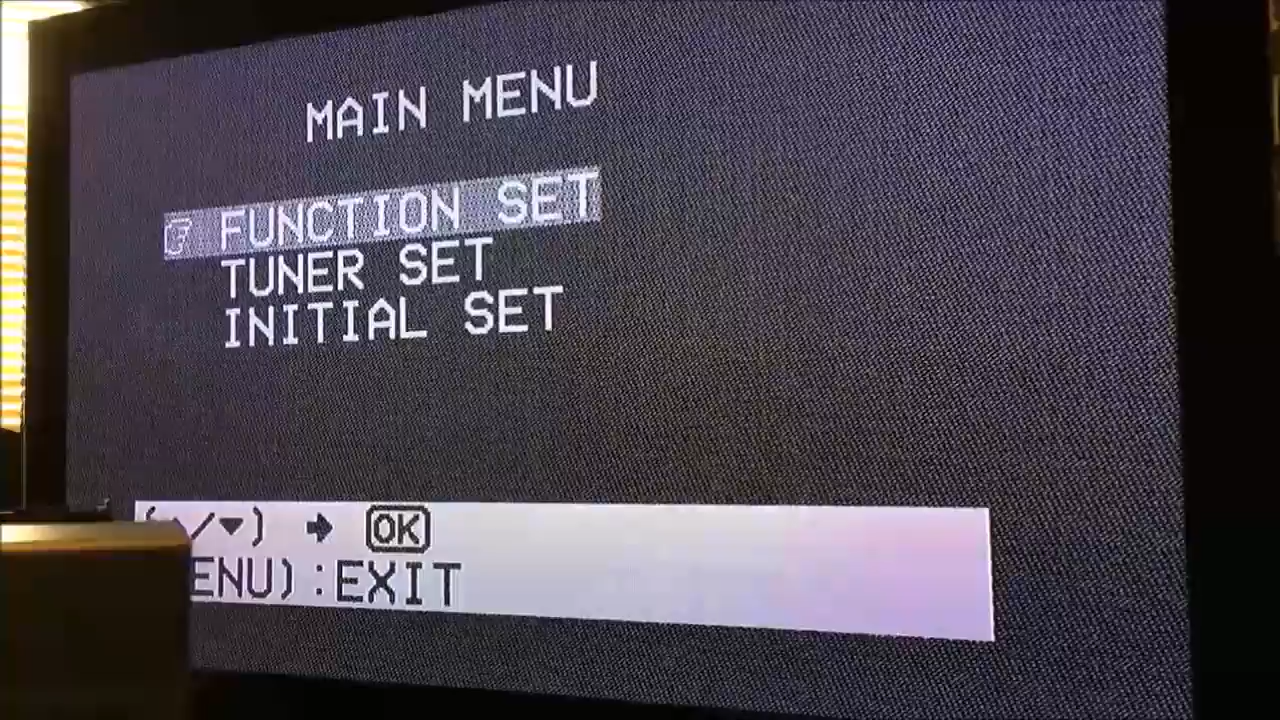 MAIN MENU
☞ FUNCTION SET
TUNER SET
INITIAL SET
/▼) → OK
ENU):EXIT